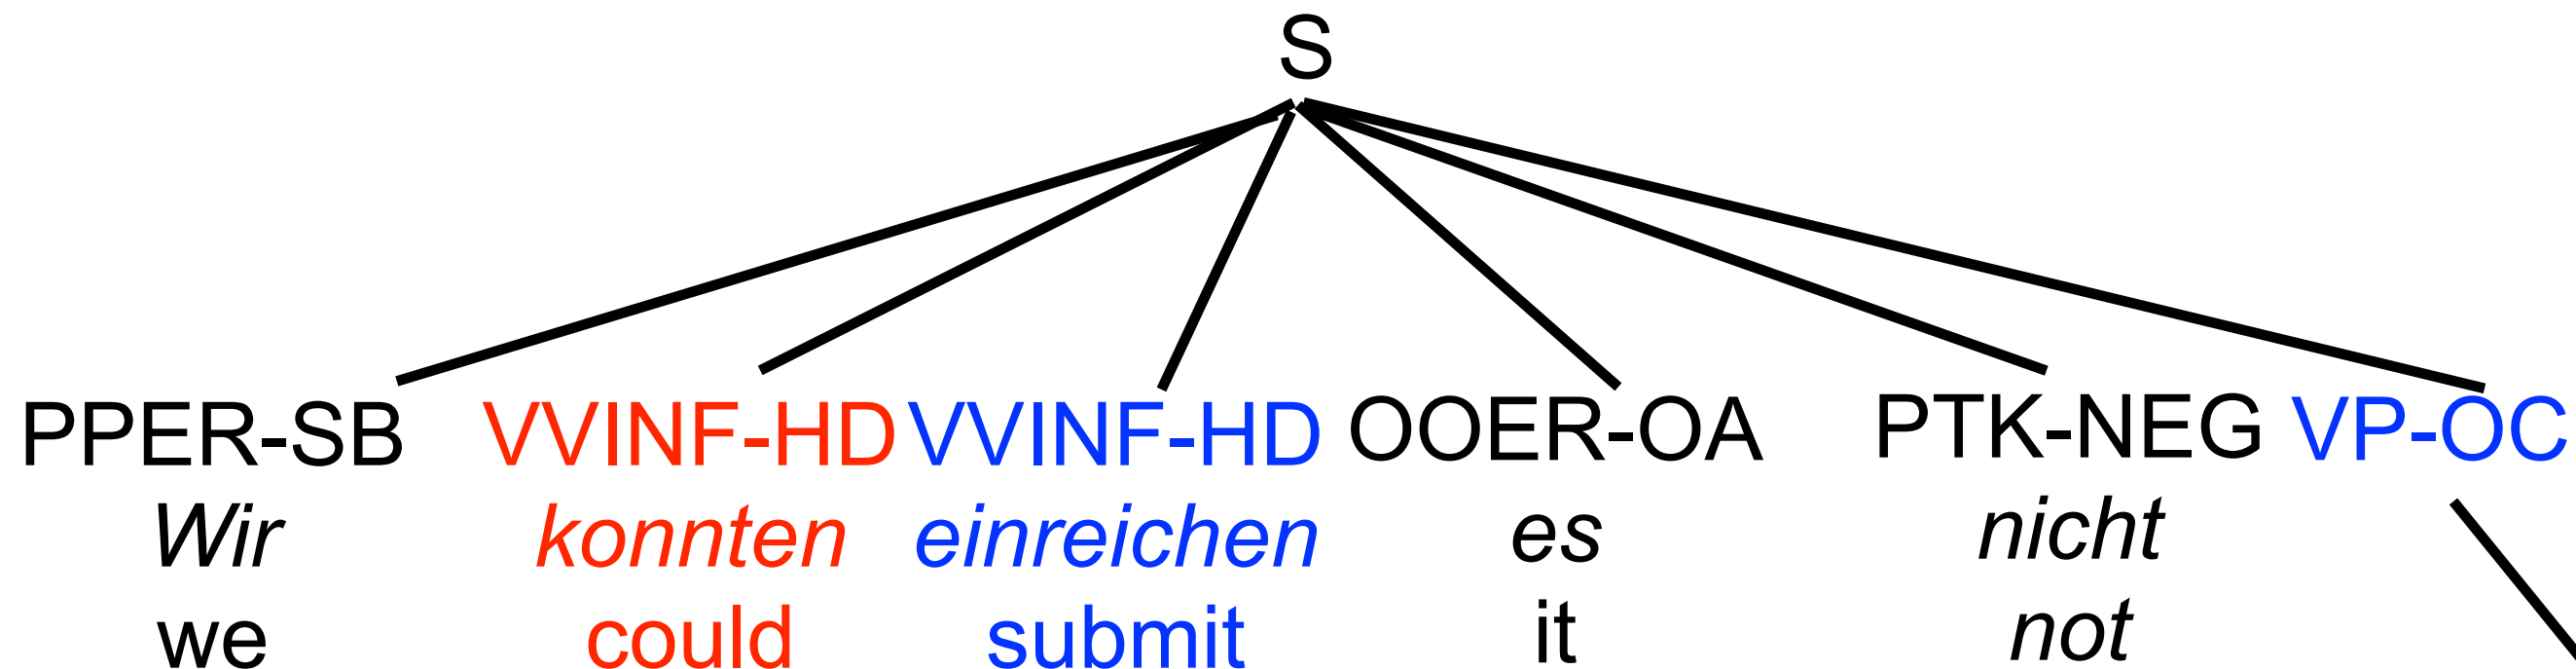 S
PPER-SB VVINF-HD VVINF-HD OOER-OA PTK-NEG VP-OC
Wir konnten einreichen es nicht
we could submit it not